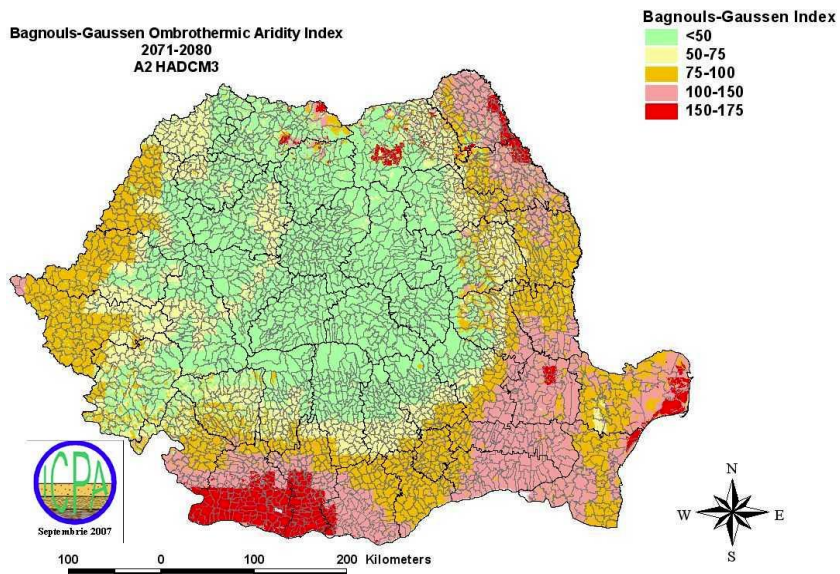 Bagnouls-Gaussen Ombrothermic Aridity Index
2071-2080
A2 HADCM3
Bagnouls-Gaussen Index
<50
50-75
75-100
100-150
150-175
ICPA
Septembrie 2007
N
W E
S
100 0 100 200 Kilometers